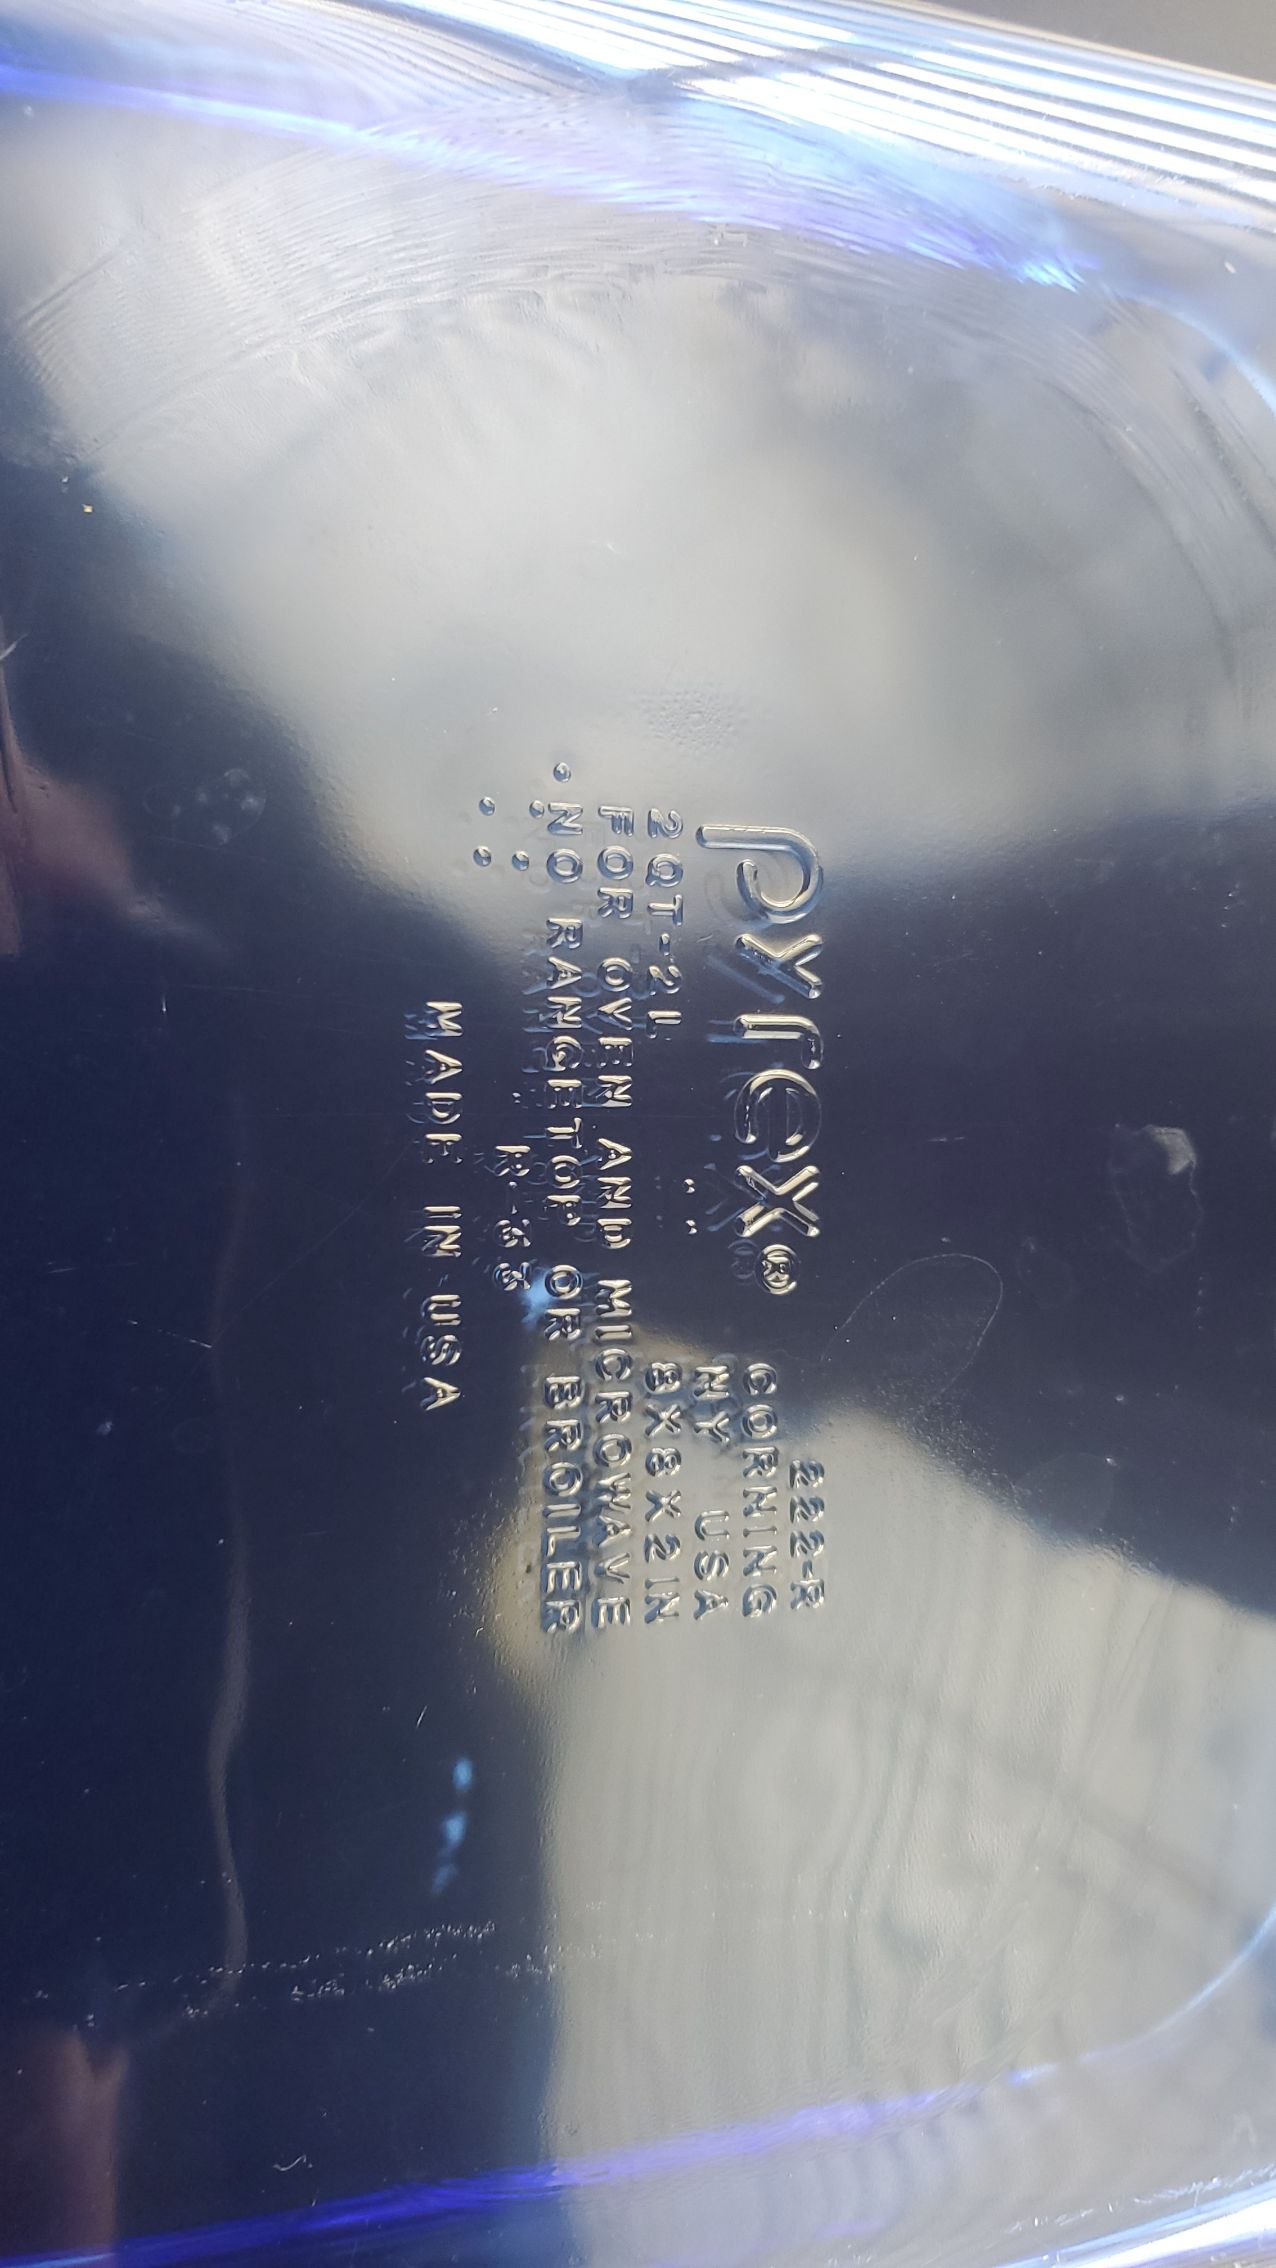 222-R
pyrex® CORNING
NY USA
2QT-2L 8X8X2IN
FOR OVEN AND MICROWAVE
NO RANGETOP OR BROILER
MADE IN USA